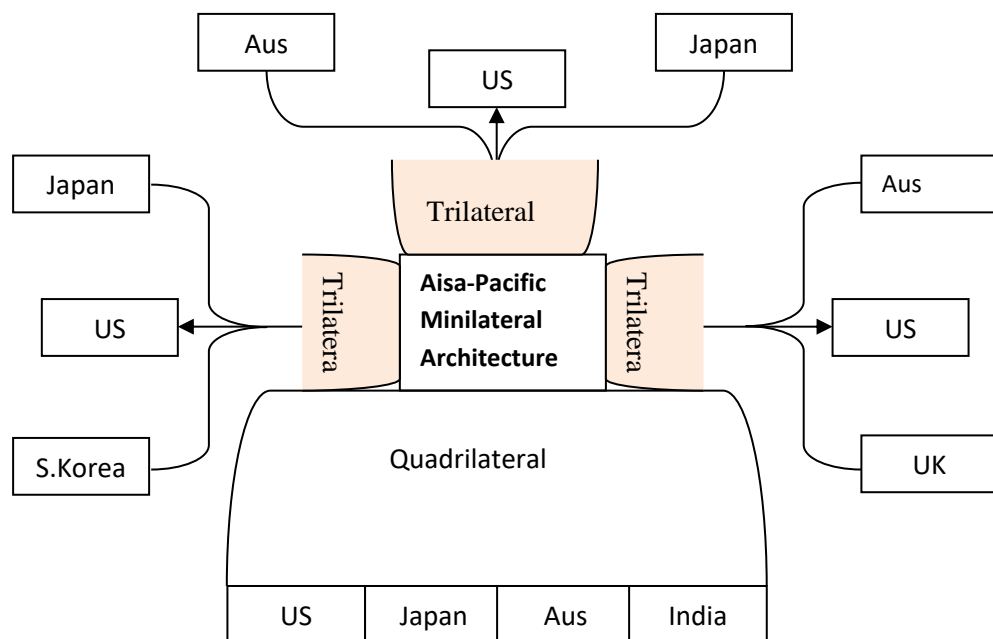 Aus
Japan
US
Japan
Aus
Trilateral
Trilatera
Aisa-Pacific
Minilateral
Architecture
Trilatera
US
US
S.Korea
UK
Quadrilateral
US
Japan
Aus
India